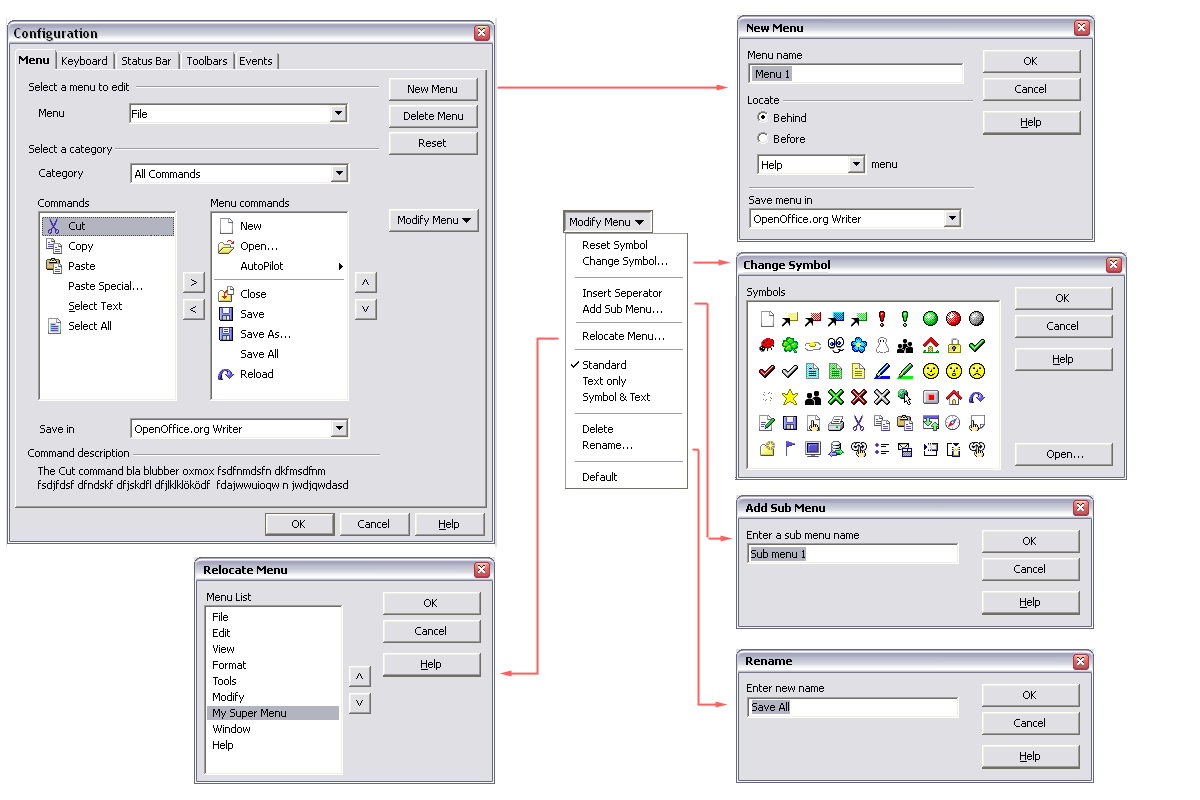 Configuration
Menu Keyboard Status Bar Toolbars Events
Select a menu to edit
Menu File
New Menu
Delete Menu
Reset
Select a category
Category All Commands
Commands
Cut
Copy
Paste
Paste Special...
Select Text
Select All
>
<
Menu commands
New
Open...
AutoPilot
Close
Save
Save As...
Save All
Reload
Modify Menu
^
v
Save in OpenOffice.org Writer
Command description
The Cut command bla blubber oxmox fsdfnmdsfn dkfmsdfnm
fsdjfdsf dfndskf dfjskdfl dfjlklklöködf fdajwwuioqw n jwdjqwdasd
OK Cancel Help
Modify Menu
Reset Symbol
Change Symbol...
Insert Seperator
Add Sub Menu...
Relocate Menu...
Standard
Text only
Symbol & Text
Delete
Rename...
Default
New Menu
Menu name
Menu 1
Locate
Behind
Before
Help menu
Save menu in
OpenOffice.org Writer
OK
Cancel
Help
Change Symbol
Symbols
OK
Cancel
Help
Open...
Add Sub Menu
Enter a sub menu name
Sub menu 1
OK
Cancel
Help
Rename
Enter new name
Save All
OK
Cancel
Help
Relocate Menu
Menu List
File
Edit
View
Format
Tools
Modify
My Super Menu
Window
Help
^
v
OK
Cancel
Help